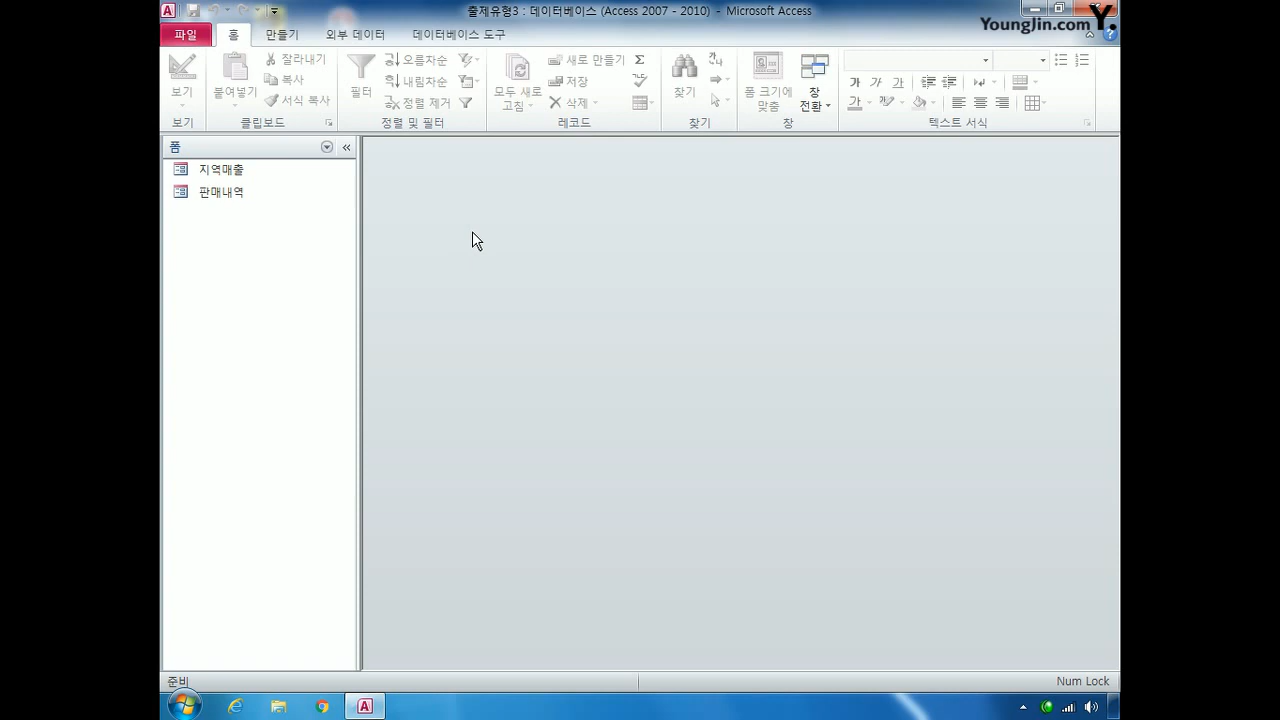 출제유형3 : 데이터베이스 (Access 2007 - 2010) - Microsoft Access
YoungJin.com Y.
파일 홈 만들기 외부 데이터 데이터베이스 도구
잘라내기 오름차순 새로 만들기
보기 붙여넣기 복사 필터 내림차순 모두 새로 고침 저장 찾기 폼 크기에 맞춤 창 전환
서식 복사 정렬 제거 삭제
가 가 가
가
보기 클립보드 정렬 및 필터 레코드 찾기 창 텍스트 서식
폼
지역매출
판매내역
준비 Num Lock